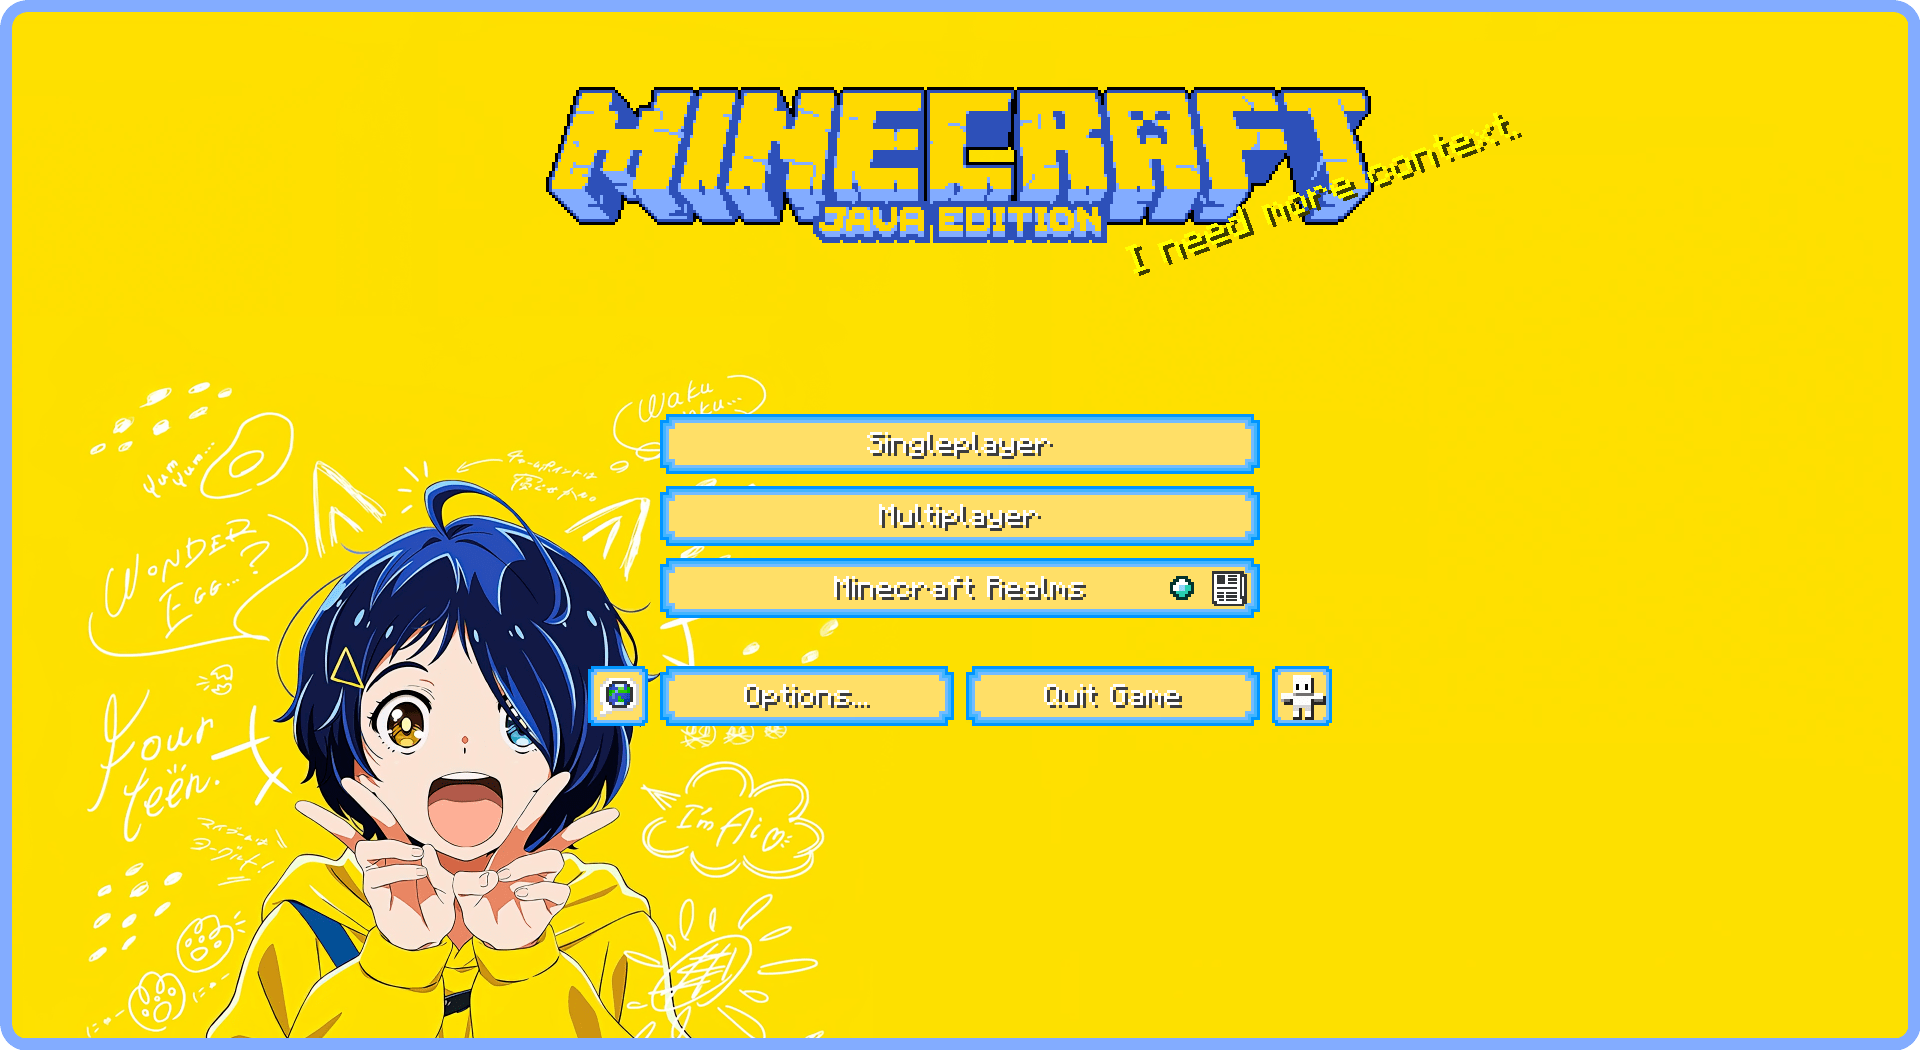 MINECRAFT
JAVA EDITION
I need more context.
Waku
Singleplayer
Yum
Yum...
Multiplayer
WONDER
EGG...?
Minecraft Realms
Options...
Quit Game
Your
teen.
I'm Ai